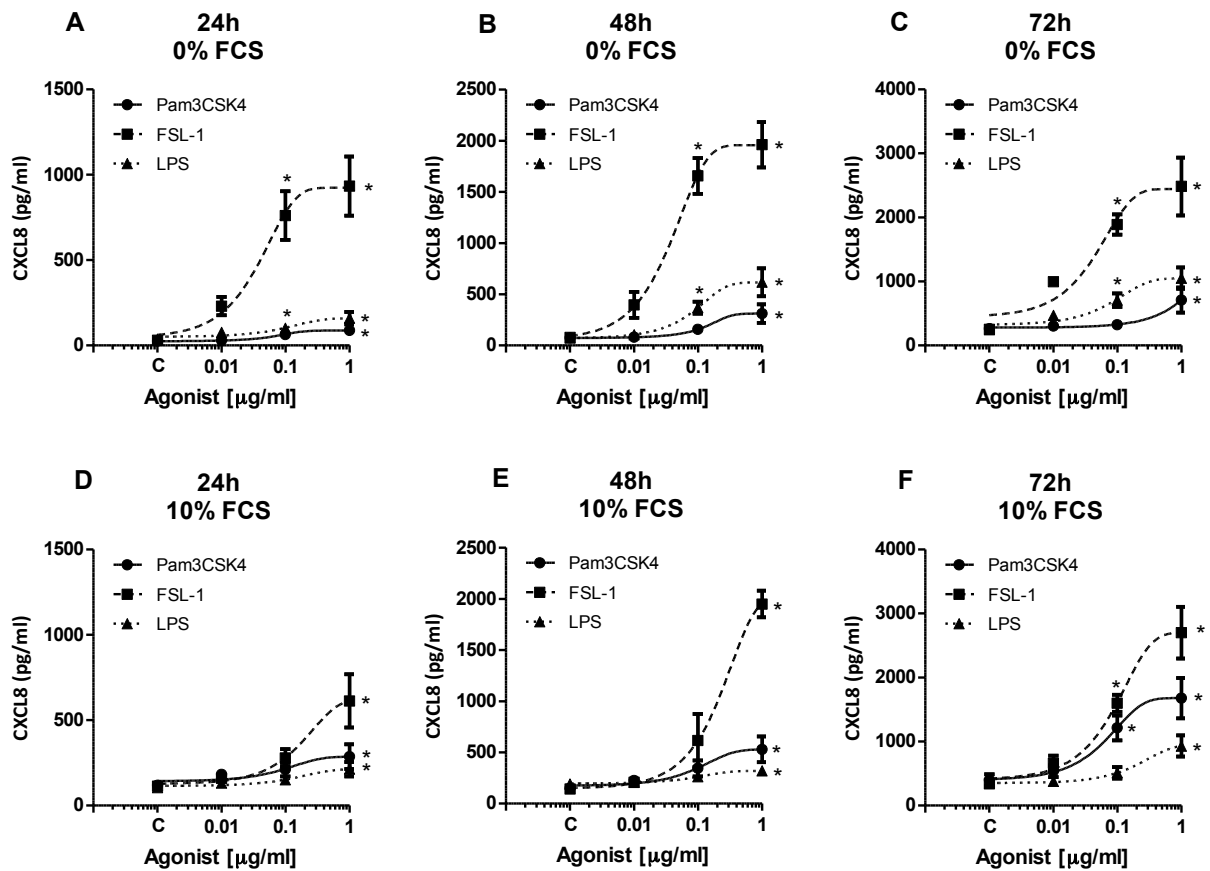 A
24h
0% FCS
1500
1000
500
0
CXCL8 (pg/ml)
Pam3CSK4
FSL-1
LPS
*
*
*
*
*
C 0.01 0.1 1
Agonist [μg/ml]
B
48h
0% FCS
2500
2000
1500
1000
500
0
CXCL8 (pg/ml)
Pam3CSK4
FSL-1
LPS
*
*
*
*
*
C 0.01 0.1 1
Agonist [μg/ml]
C
72h
0% FCS
4000
3000
2000
1000
0
CXCL8 (pg/ml)
Pam3CSK4
FSL-1
LPS
*
*
*
*
*
C 0.01 0.1 1
Agonist [μg/ml]
D
24h
10% FCS
1500
1000
500
0
CXCL8 (pg/ml)
Pam3CSK4
FSL-1
LPS
*
*
*
C 0.01 0.1 1
Agonist [μg/ml]
E
48h
10% FCS
2500
2000
1500
1000
500
0
CXCL8 (pg/ml)
Pam3CSK4
FSL-1
LPS
*
*
*
C 0.01 0.1 1
Agonist [μg/ml]
F
72h
10% FCS
4000
3000
2000
1000
0
CXCL8 (pg/ml)
Pam3CSK4
FSL-1
LPS
*
*
*
*
*
C 0.01 0.1 1
Agonist [μg/ml]